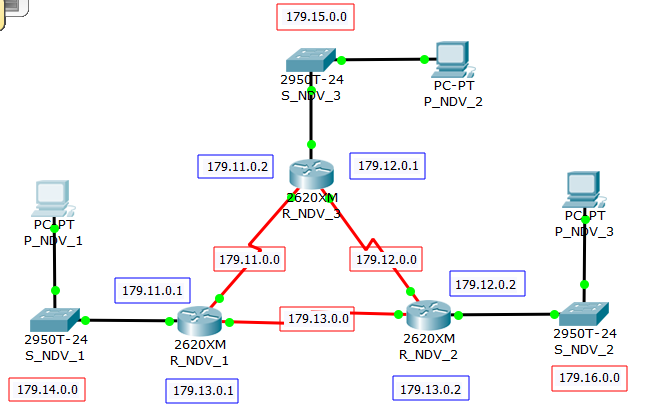 179.15.0.0
2950T-24
S_NDV_3
PC-PT
P_NDV_2
179.11.0.2
179.12.0.1
2620XM
R_NDV_3
PC-PT
P_NDV_1
PC-PT
P_NDV_3
179.11.0.0
179.12.0.0
179.11.0.1
179.12.0.2
179.13.0.0
2950T-24
S_NDV_1
2620XM
R_NDV_1
2620XM
R_NDV_2
2950T-24
S_NDV_2
179.14.0.0
179.13.0.1
179.13.0.2
179.16.0.0